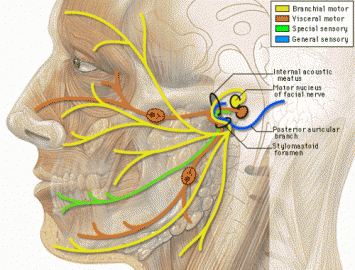 Branchial motor
Visceral motor
Special sensory
General sensory
Internal acoustic
meatus
Motor nucleus
of facial nerve
Posterior auricular
branch
Stylomastoid
foramen